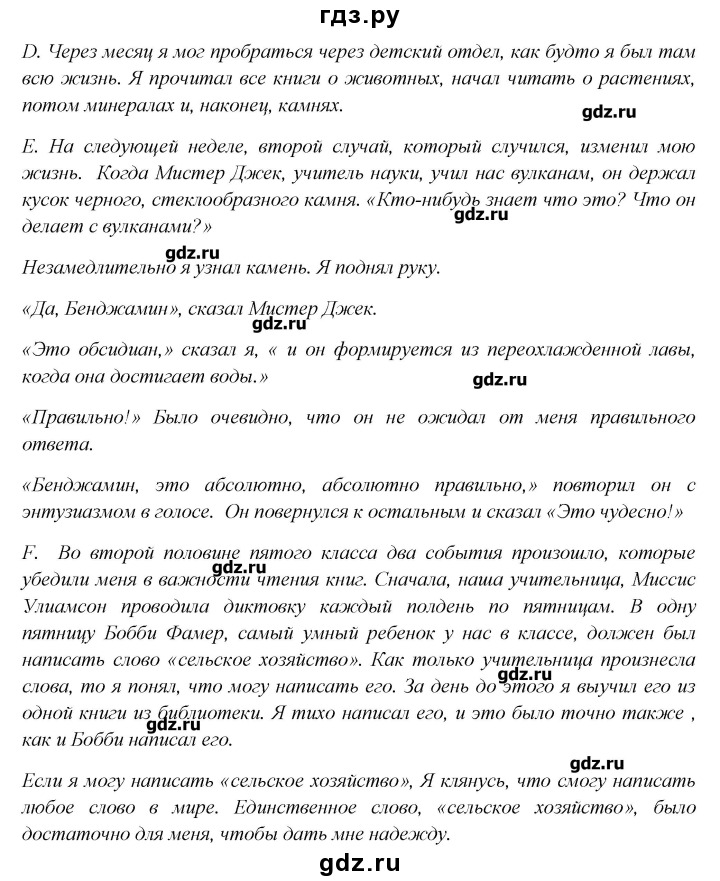 гдз.ру
D. Через месяц я мог пробраться через детский отдел, как будто я был там
всю жизнь. Я прочитал все книги о животных, начал читать о растениях,
потом минералах и, наконец, камнях.
gdz.ru
E. На следующей неделе, второй случай, который случился, изменил мою
жизнь. Когда Мистер Джек, учитель науки, учил нас вулканам, он держал
кусок черного, стеклообразного камня. «Кто-нибудь знает что это? Что он
gdz.ru
делает с вулканами?»
gdz.ru
Незамедлительно я узнал камень. Я поднял руку.
«Да, Бенджамин», сказал Мистер Джек.
gdz.ru
«Это обсидиан,» сказал я, « и он формируется из переохлажденной лавы,
когда она достигает воды.»
gdz.ru
«Правильно!» Было очевидно, что он не ожидал от меня правильного
ответа.
«Бенджамин, это абсолютно, абсолютно правильно,» повторил он с
энтузиазмом в голосе. Он повернулся к остальным и сказал «Это чудесно!»
F. Во второй половине пятого класса два события произошло, которые
gdz.ru
убедили меня в важности чтения книг. Сначала, наша учительница, Миссис
Улиамсон проводила диктовку каждый полдень по пятницам. В одну
пятницу Бобби Фамер, самый умный ребенок у нас в классе, должен был
написать слово «сельское хозяйство». Как только учительница произнесла
gdz.ru
слова, то я понял, что могу написать его. За день до этого я выучил его из
одной книги из библиотеки. Я тихо написал его, и это было точно также ,
gdz.ru
как и Бобби написал его.
gdz.ru
Если я могу написать «сельское хозяйство», Я клянусь, что смогу написать
любое слово в мире. Единственное слово, «сельское хозяйство», было
достаточно для меня, чтобы дать мне надежду.
gdz.ru